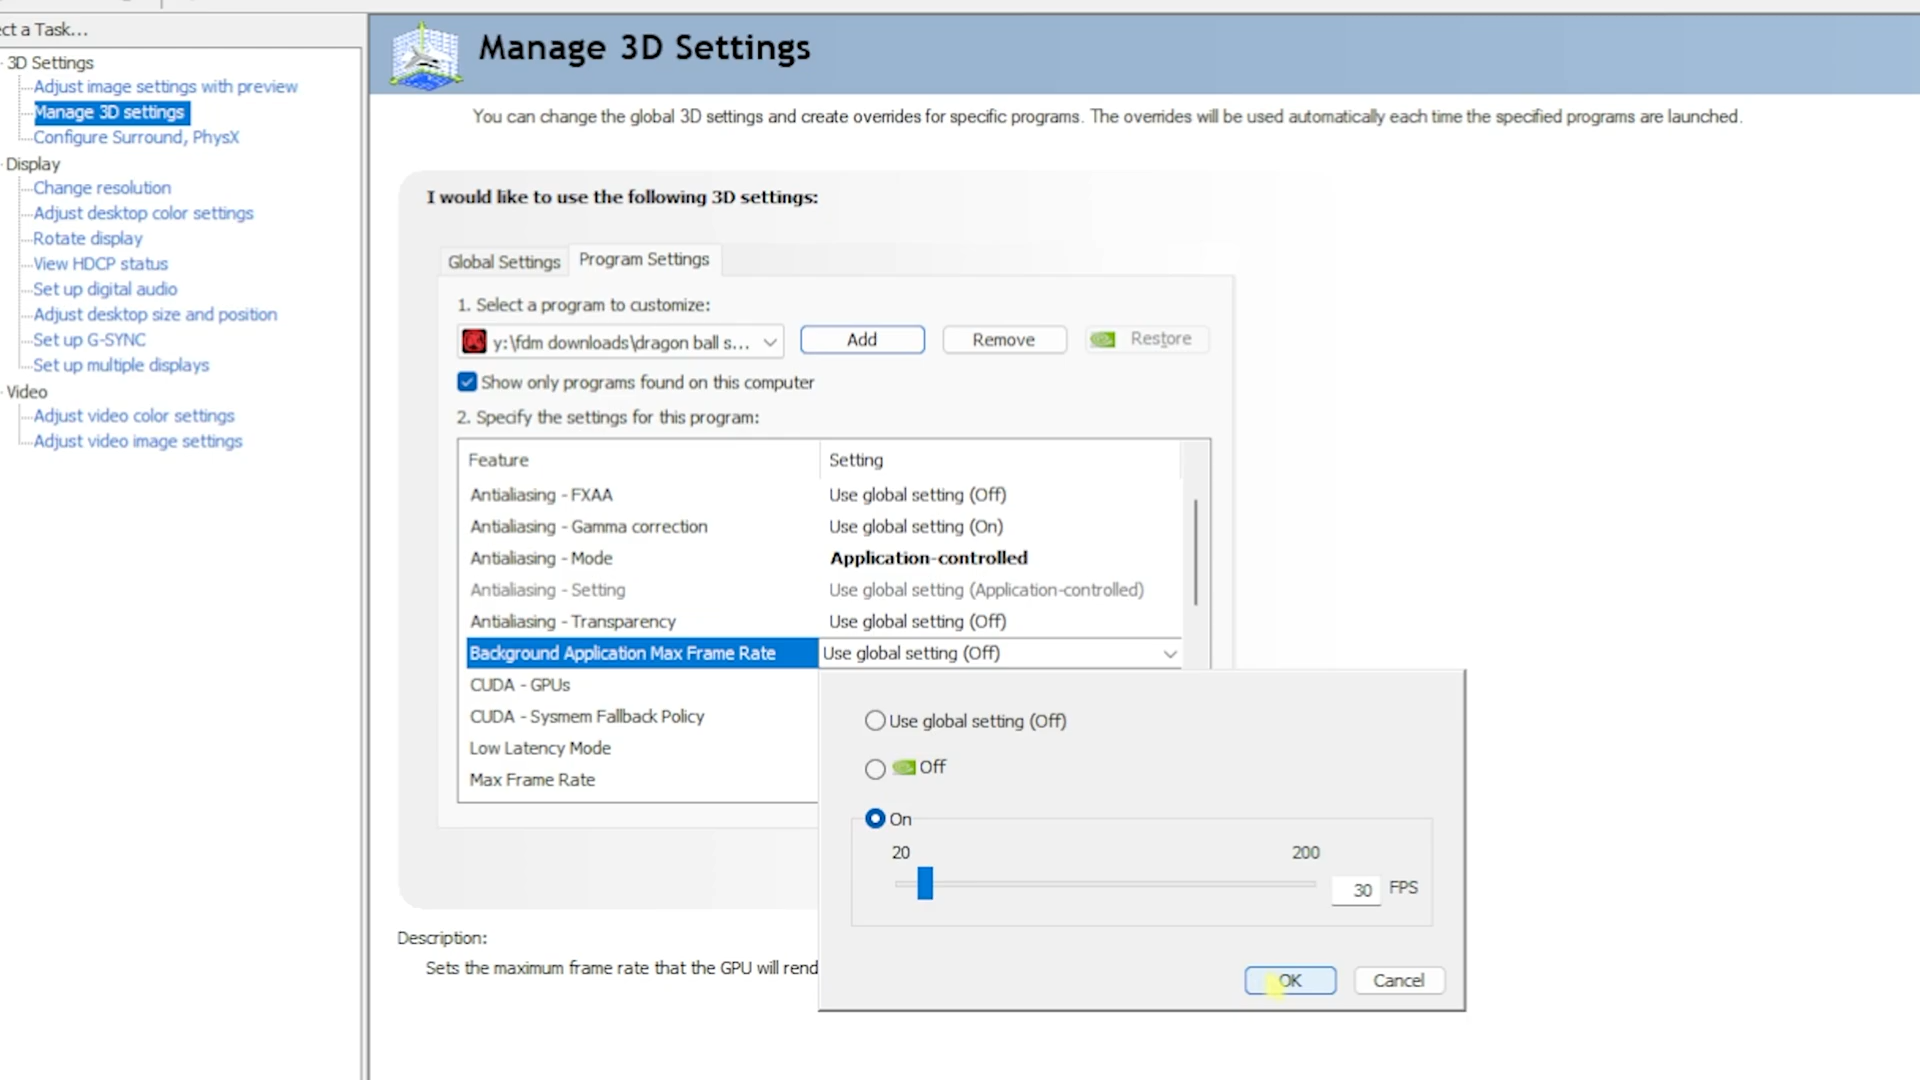 ct a Task...
3D Settings
Adjust image settings with preview
Manage 3D settings
Configure Surround, PhysX
Display
Change resolution
Adjust desktop color settings
Rotate display
View HDCP status
Set up digital audio
Adjust desktop size and position
Set up G-SYNC
Set up multiple displays
Video
Adjust video color settings
Adjust video image settings
Manage 3D Settings
You can change the global 3D settings and create overrides for specific programs. The overrides will be used automatically each time the specified programs are launched.
I would like to use the following 3D settings:
Global Settings Program Settings
1. Select a program to customize:
y:\fdm downloads\dragon ball s... Add Remove Restore
Show only programs found on this computer
2. Specify the settings for this program:
Feature Setting
Antialiasing - FXAA Use global setting (Off)
Antialiasing - Gamma correction Use global setting (On)
Antialiasing - Mode Application-controlled
Antialiasing - Setting Use global setting (Application-controlled)
Antialiasing - Transparency Use global setting (Off)
Background Application Max Frame Rate Use global setting (Off)
CUDA - GPUs
CUDA - Sysmem Fallback Policy
Low Latency Mode
Max Frame Rate
Use global setting (Off)
Off
On
20 200
30 FPS
OK Cancel
Description:
Sets the maximum frame rate that the GPU will rend